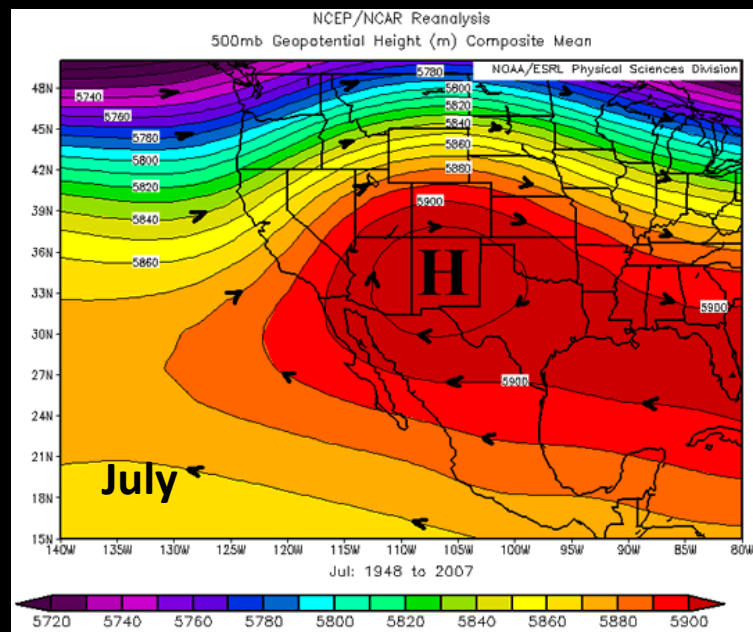 NCEP/NCAR Reanalysis
500mb Geopotential Height (m) Composite Mean
NOAA/ESRL Physical Sciences Division
48N
45N
42N
39N
36N
33N
30N
27N
24N
21N
18N
15N
5740
5760
5780
5800
5820
5840
5860
5780
5800
5820
5840
5860
5860
5900
H
5900
5900
July
140W 135W 130W 125W 120W 115W 110W 105W 100W 95W 90W 85W 80W
Jul: 1948 to 2007
5720 5740 5760 5780 5800 5820 5840 5860 5880 5900